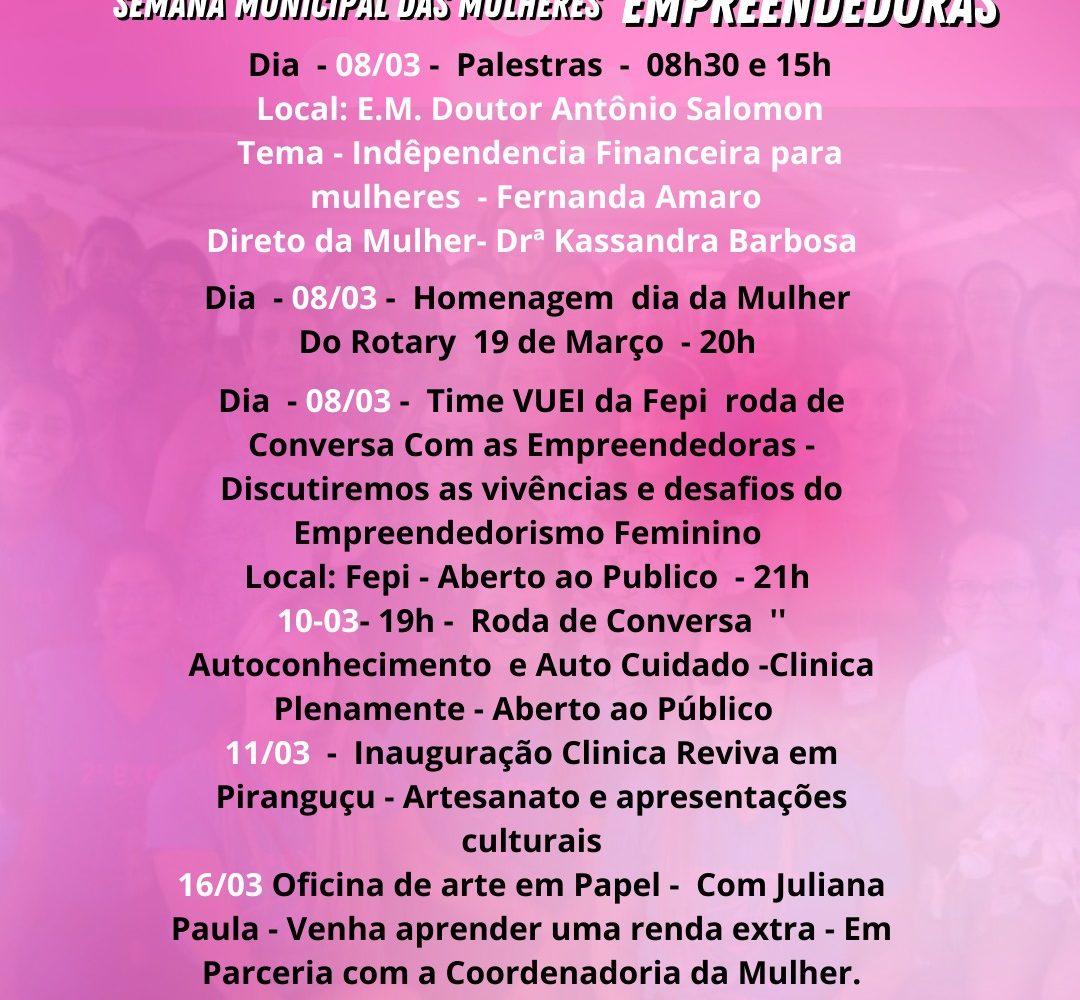 SEMANA MUNICIPAL DAS MULHERES EMPREENDEDORAS
Dia - 08/03 - Palestras - 08h30 e 15h
Local: E.M. Doutor Antônio Salomon
Tema - Indêpendencia Financeira para
mulheres - Fernanda Amaro
Direto da Mulher- Drª Kassandra Barbosa
Dia - 08/03 - Homenagem dia da Mulher
Do Rotary 19 de Março - 20h
Dia - 08/03 - Time VUEI da Fepi roda de
Conversa Com as Empreendedoras -
Discutiremos as vivências e desafios do
Empreendedorismo Feminino
Local: Fepi - Aberto ao Publico - 21h
10-03- 19h - Roda de Conversa ''
Autoconhecimento e Auto Cuidado -Clinica
Plenamente - Aberto ao Público
11/03 - Inauguração Clinica Reviva em
Piranguçu - Artesanato e apresentações
culturais
16/03 Oficina de arte em Papel - Com Juliana
Paula - Venha aprender uma renda extra - Em
Parceria com a Coordenadoria da Mulher.